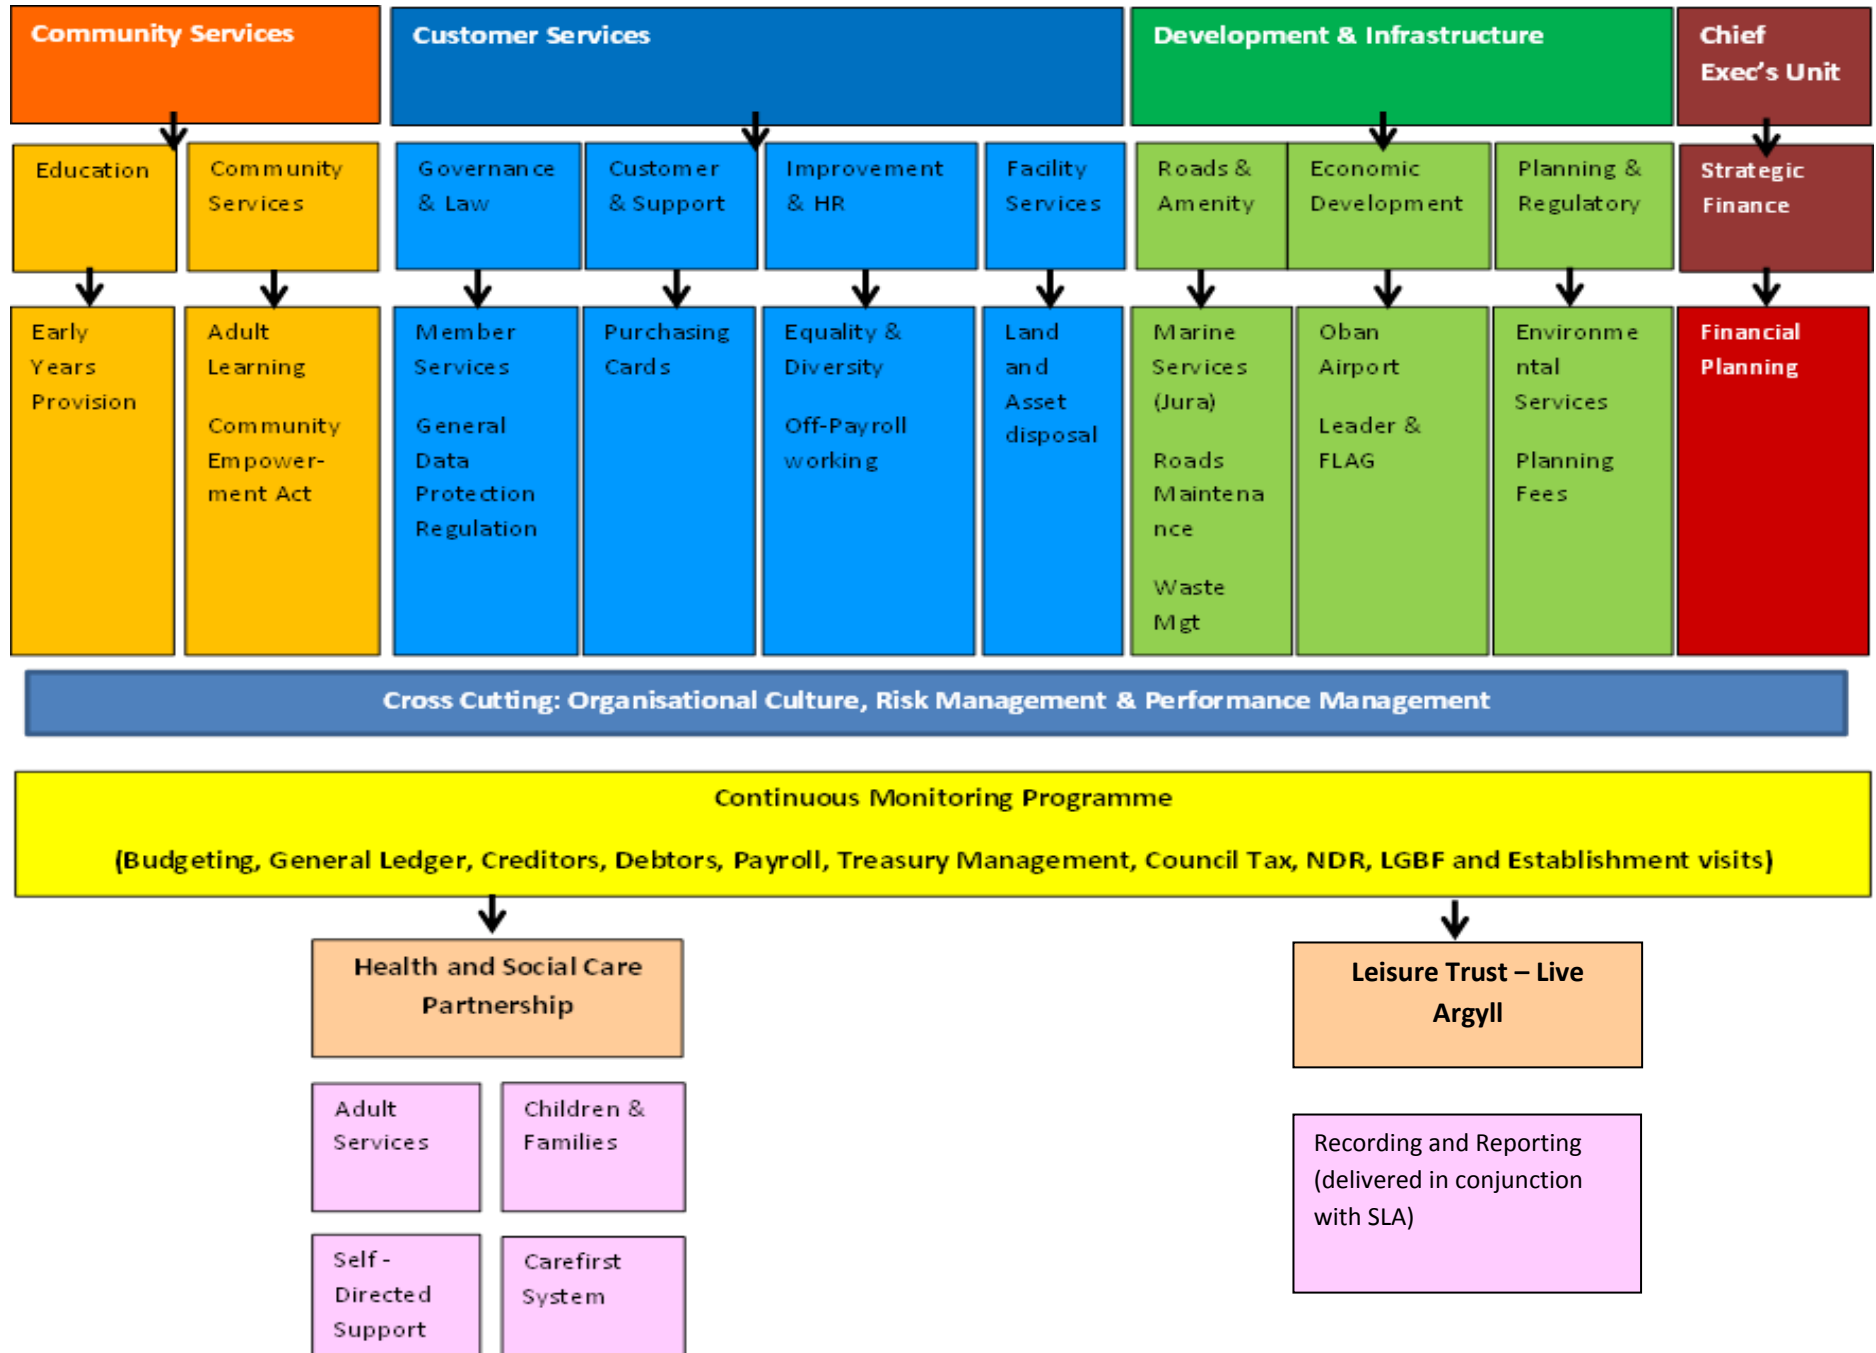 Community Services
Customer Services
Development & Infrastructure
Chief
Exec's Unit
Education
Community
Services
Governance
& Law
Customer
& Support
Improvement
& HR
Facility
Services
Roads &
Amenity
Economic
Development
Planning &
Regulatory
Strategic
Finance
Early
Years
Provision
Adult
Learning
Community
Empower-
ment Act
Member
Services
General
Data
Protection
Regulation
Purchasing
Cards
Equality &
Diversity
Off-Payroll
working
Land
and
Asset
disposal
Marine
Services
(Jura)
Roads
Maintena
nce
Waste
Mgt
Oban
Airport
Leader &
FLAG
Environme
ntal
Services
Planning
Fees
Financial
Planning
Cross Cutting: Organisational Culture, Risk Management & Performance Management
Continuous Monitoring Programme
(Budgeting, General Ledger, Creditors, Debtors, Payroll, Treasury Management, Council Tax, NDR, LGBF and Establishment visits)
Health and Social Care
Partnership
Leisure Trust – Live
Argyll
Adult
Services
Children &
Families
Self -
Directed
Support
Carefirst
System
Recording and Reporting
(delivered in conjunction
with SLA)